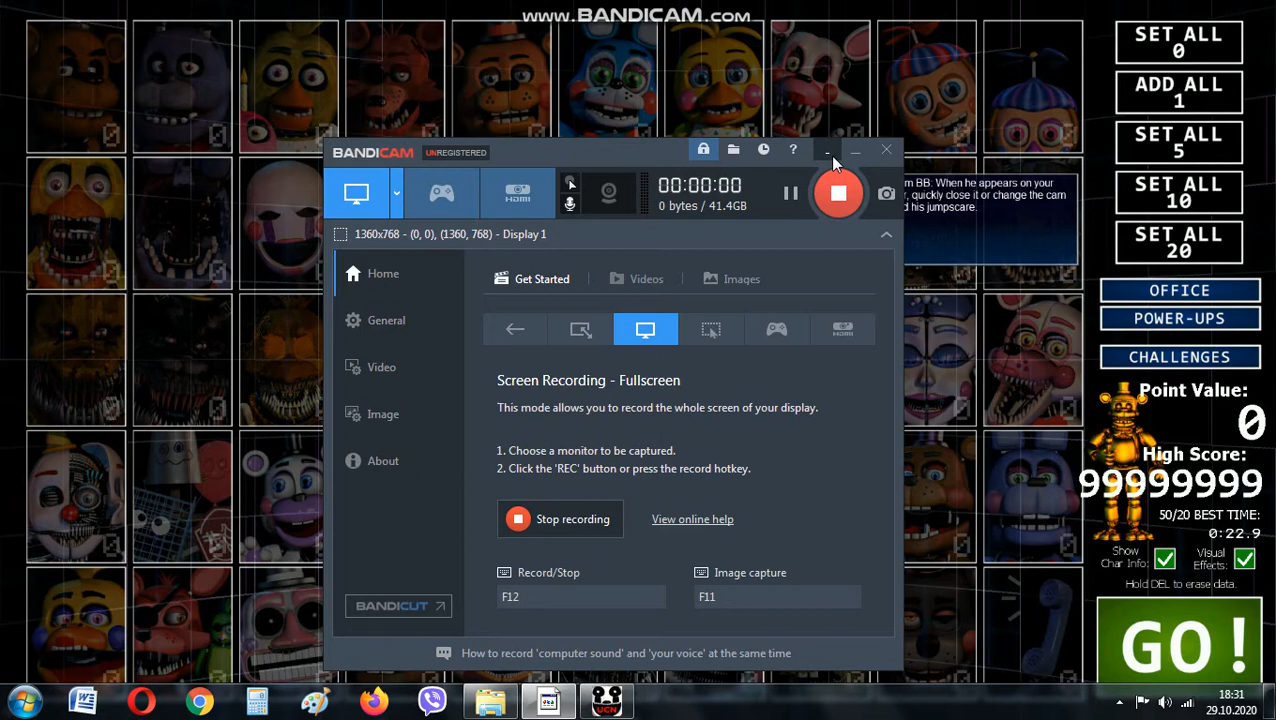 www.BANDICAM.com
SET ALL
0
ADD ALL
1
SET ALL
5
SET ALL
10
SET ALL
20
BANDICAM UNREGISTERED
HDMI
00:00:00
0 bytes / 41.4GB
m BB: When he appears on your
, quickly close it or change the cam
d his jumpscare.
1360x768 - (0, 0), (1360, 768) - Display 1
Home
General
Video
Image
About
Get Started
Videos
Images
HDMI
Screen Recording - Fullscreen
This mode allows you to record the whole screen of your display.
1. Choose a monitor to be captured.
2. Click the 'REC' button or press the record hotkey.
Stop recording
View online help
Record/Stop
Image capture
F12
F11
BANDICUT
How to record 'computer sound' and 'your voice' at the same time
OFFICE
POWER-UPS
CHALLENGES
Point Value:
0
High Score:
99999999
50/20 BEST TIME:
0:22.9
Show
Char Info:
Visual
Effects:
Hold DEL to erase data.
GO!
UCN
18:31
29.10.2020